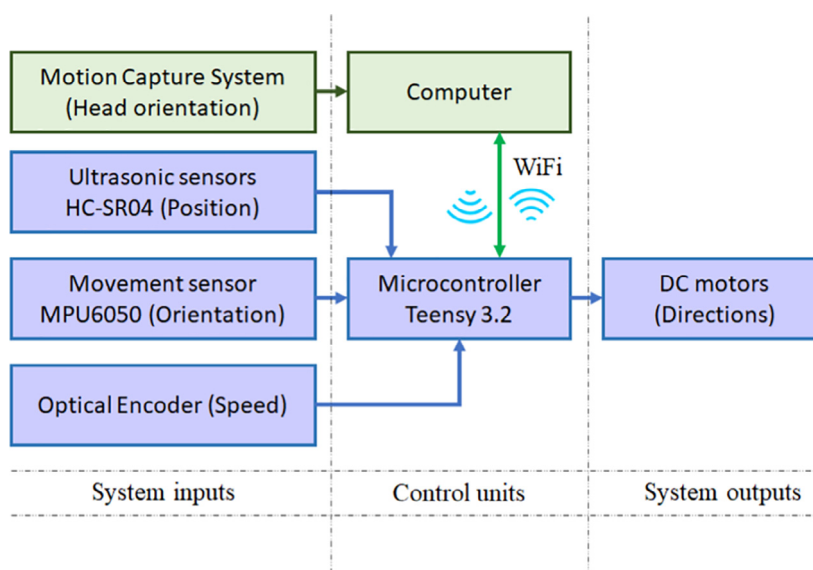 Motion Capture System
(Head orientation)
Computer
WiFi
Ultrasonic sensors
HC-SR04 (Position)
Movement sensor
MPU6050 (Orientation)
Microcontroller
Teensy 3.2
DC motors
(Directions)
Optical Encoder (Speed)
System inputs
Control units
System outputs